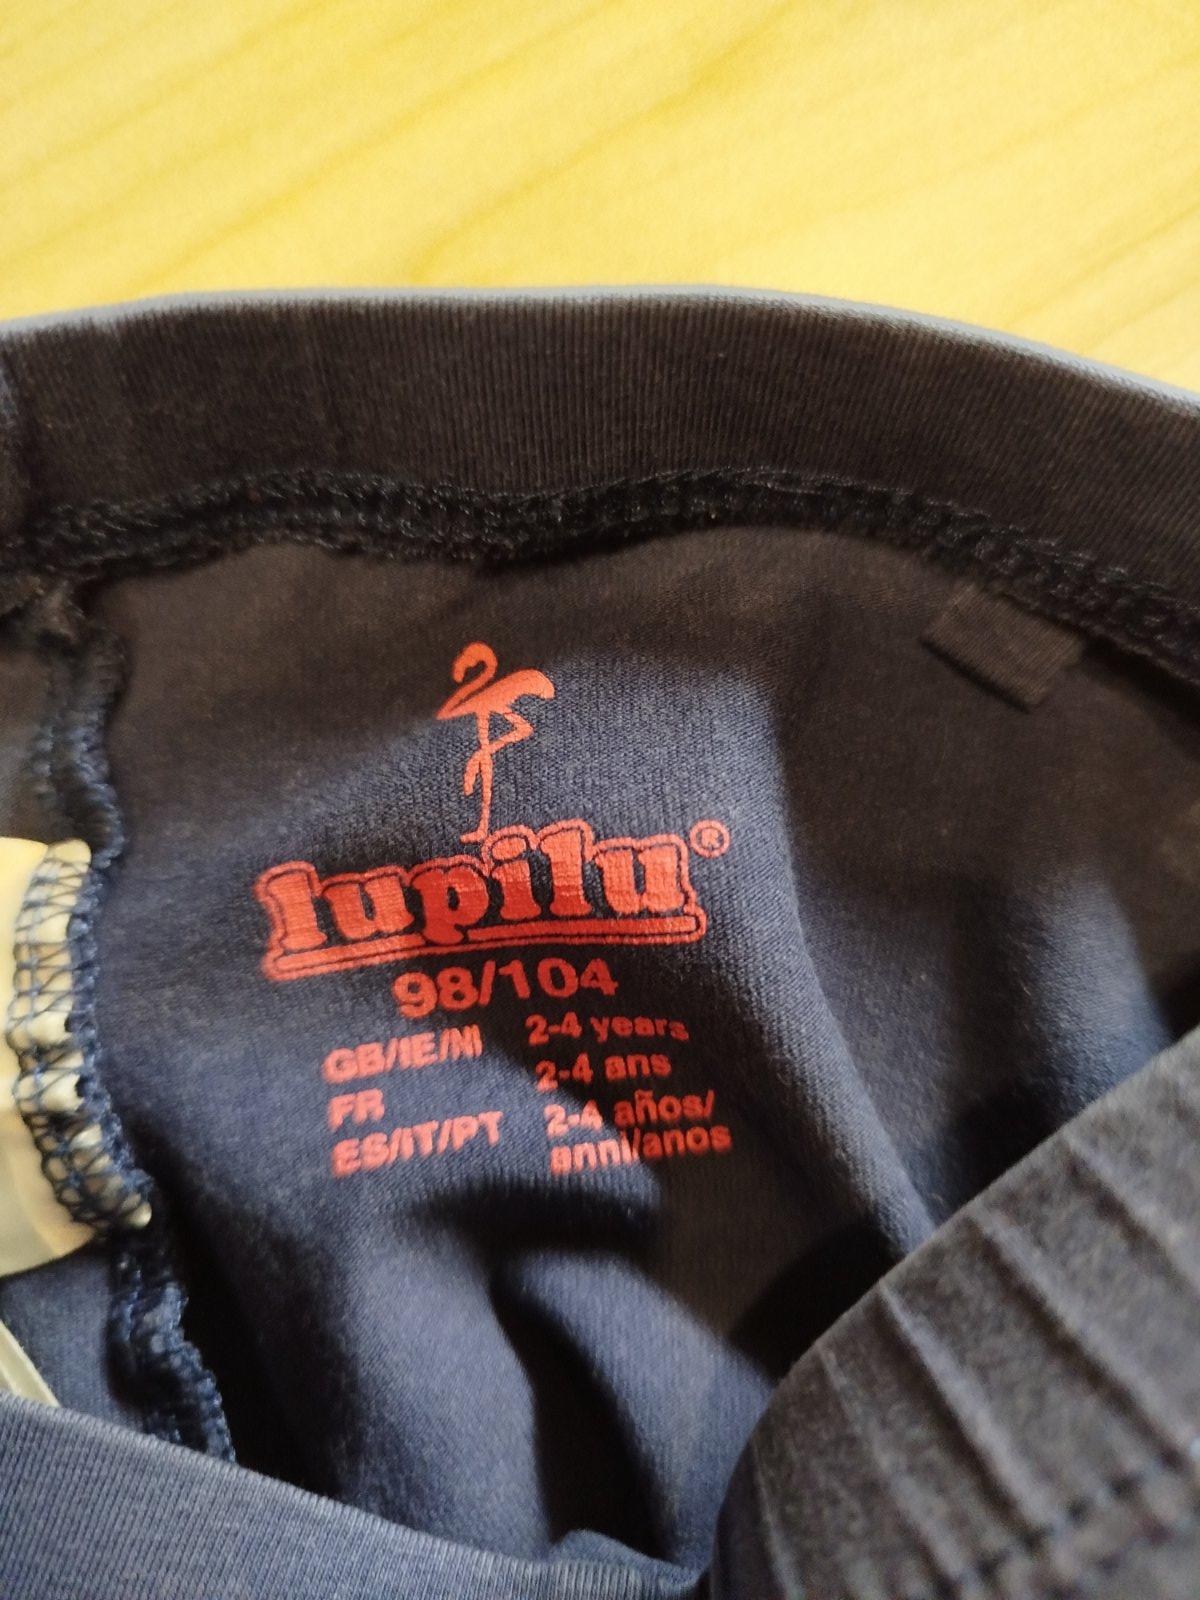 lupilu®
98/104
GB/IE/NI 2-4 years
FR 2-4 ans
ES/IT/PT 2-4 años/
anni/anos